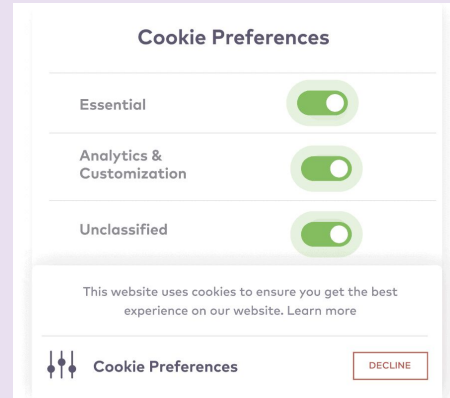 Cookie Preferences
Essential
Analytics &
Customization
Unclassified
This website uses cookies to ensure you get the best
experience on our website. Learn more
Cookie Preferences
DECLINE